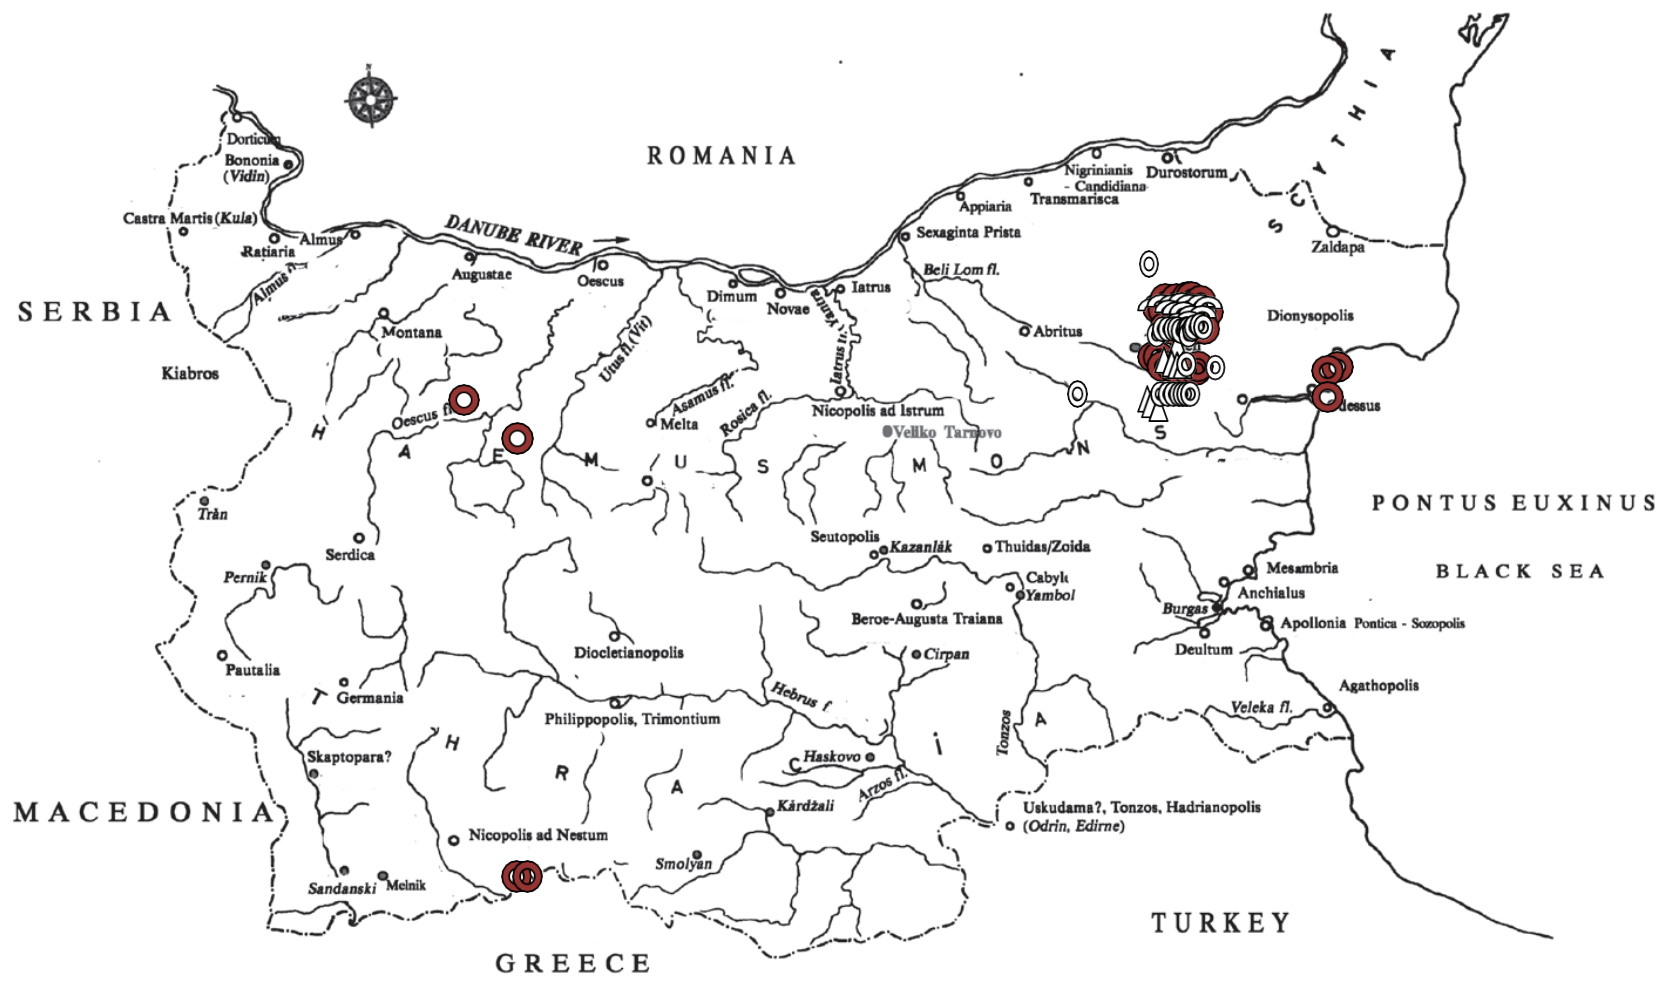 N
ROMANIA
SCYTHIA
Dorticum
Bononia
(Vidin)
Nigrinianis
- Candidiana
Durostorum
Transmarisca
Appiaria
Castra Martis (Kula)
Ratiaria
Almus
DANUBE RIVER
Sexaginta Prista
Zaldapa
Augustae
Oescus
Beli Lom fl.
Almus fl.
Dimum
Novae
Iatrus
SERBIA
Montana
Utus fl. (Vit)
Iatrus fl. (Yantra
Abritus
Dionysopolis
Kiabros
Oescus fl
Asamus fl.
Rosica fl.
Melta
Nicopolis ad Istrum
Veliko Tarnovo
dessus
HAEMUS MONS
PONTUS EUXINUS
BLACK SEA
Trăn
Serdica
Pernik
Seutopolis
Kazanlăk
Thuidas/Zoida
Cabyle
Yambol
Mesambria
Anchialus
Burgas
Apollonia Pontica - Sozopolis
Deultum
Beroe-Augusta Traiana
Cirpan
Diocletianopolis
Pautalia
Germania
Agathopolis
Veleka fl.
Hebrus f.
Tonzos
Philippopolis, Trimontium
THRACiA
Skaptopara?
Haskovo
Arzos fl.
MACEDONIA
Kărdžali
Uskudama?, Tonzos, Hadrianopolis
(Odrin, Edirne)
Nicopolis ad Nestum
Smolyan
Sandanski
Melnik
TURKEY
GREECE